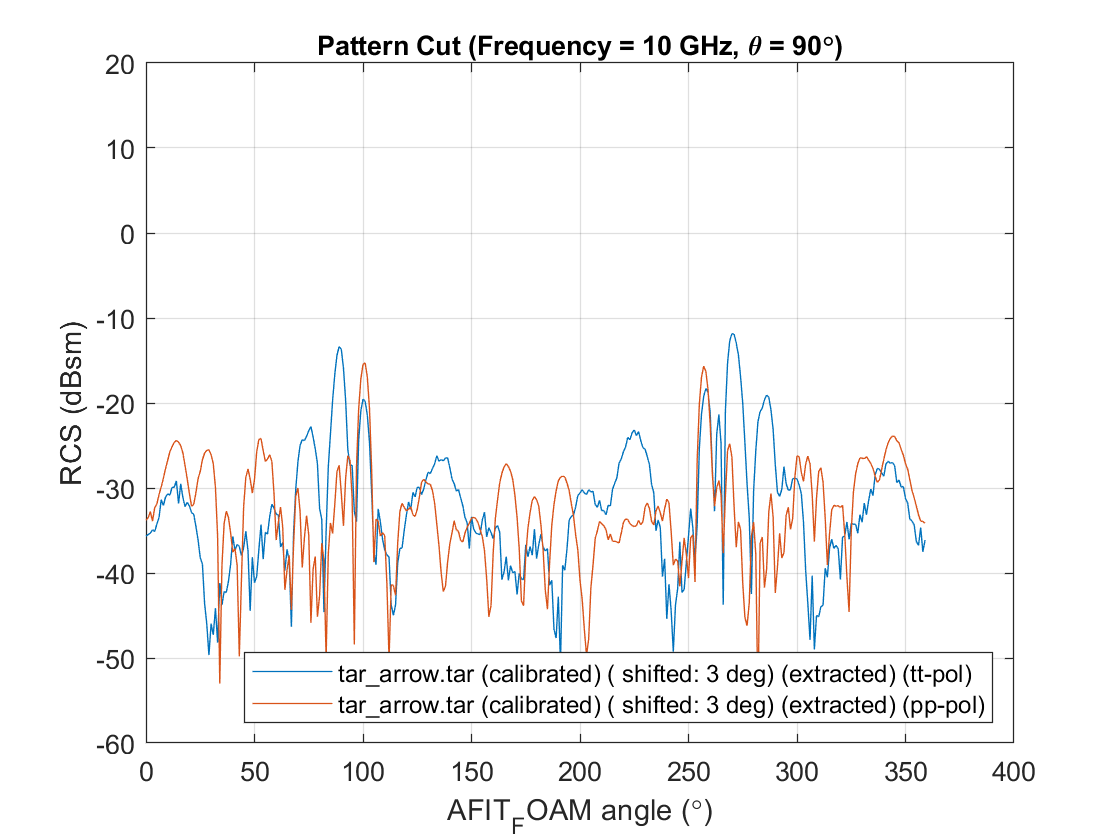 Pattern Cut (Frequency = 10 GHz, θ = 90°)
20
10
0
-10
-20
-30
-40
-50
-60
RCS (dBsm)
tar_arrow.tar (calibrated) ( shifted: 3 deg) (extracted) (tt-pol)
tar_arrow.tar (calibrated) ( shifted: 3 deg) (extracted) (pp-pol)
0 50 100 150 200 250 300 350 400
AFIT_FOAM angle (°)